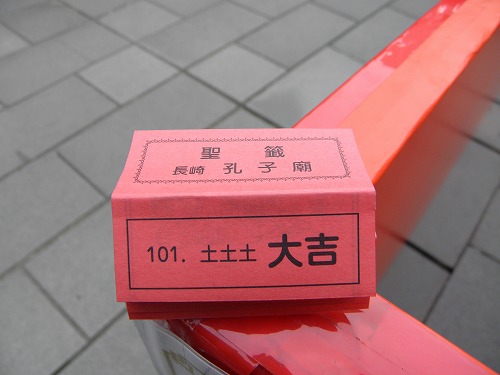 聖籤
長崎 孔子廟
101. 土土土 大吉